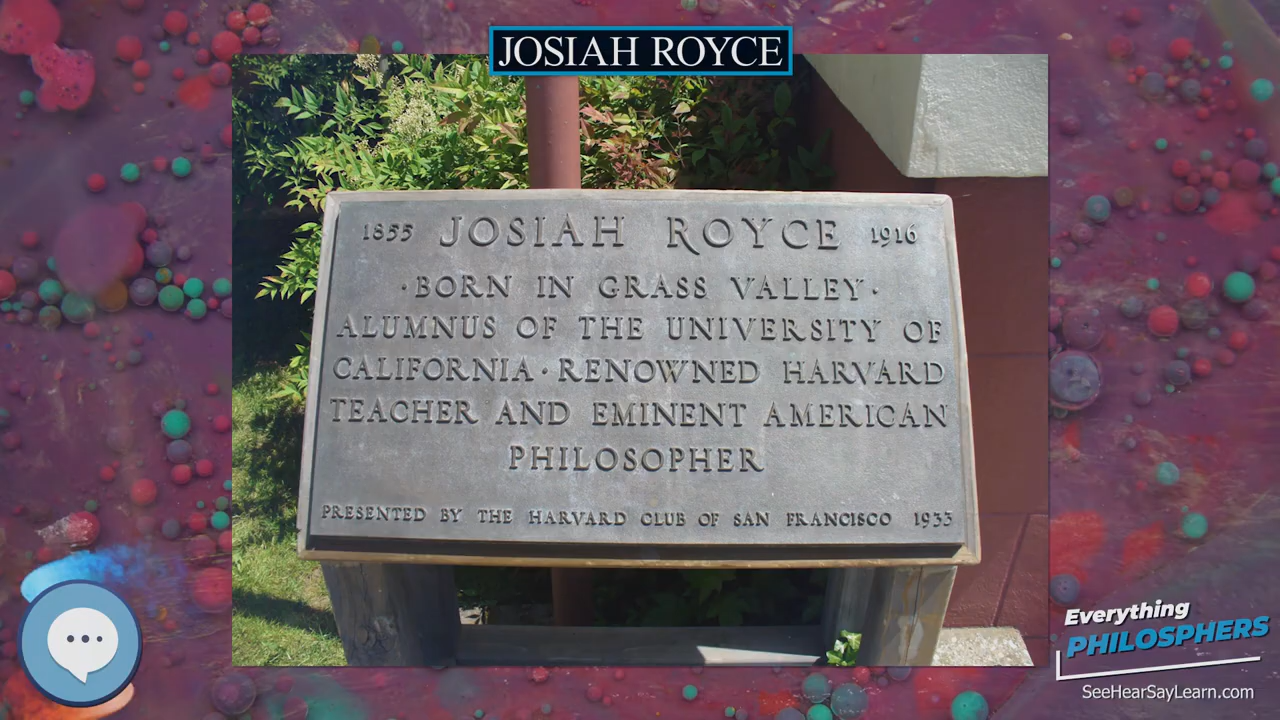 JOSIAH ROYCE
1855 JOSIAH ROYCE 1916
·BORN IN GRASS VALLEY·
ALUMNUS OF THE UNIVERSITY OF
CALIFORNIA · RENOWNED HARVARD
TEACHER AND EMINENT AMERICAN
PHILOSOPHER
PRESENTED BY THE HARVARD CLUB OF SAN FRANCISCO 1933
Everything
PHILOSPHERS
SeeHearSayLearn.com